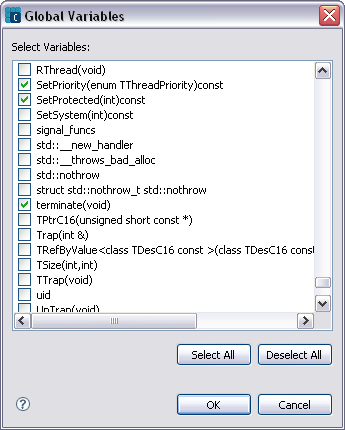 Global Variables
Select Variables:
RThread(void)
SetPriority(enum TThreadPriority)const
SetProtected(int)const
SetSystem(int)const
signal_funcs
std::__new_handler
std::__throws_bad_alloc
std::nothrow
struct std::nothrow_t std::nothrow
terminate(void)
TPtrC16(unsigned short const *)
Trap(int &)
TRefByValue<class TDesC16 const >(class TDesC16 cons
TSize(int,int)
TTrap(void)
uid
UnTrap(void)
Select All Deselect All
? OK Cancel